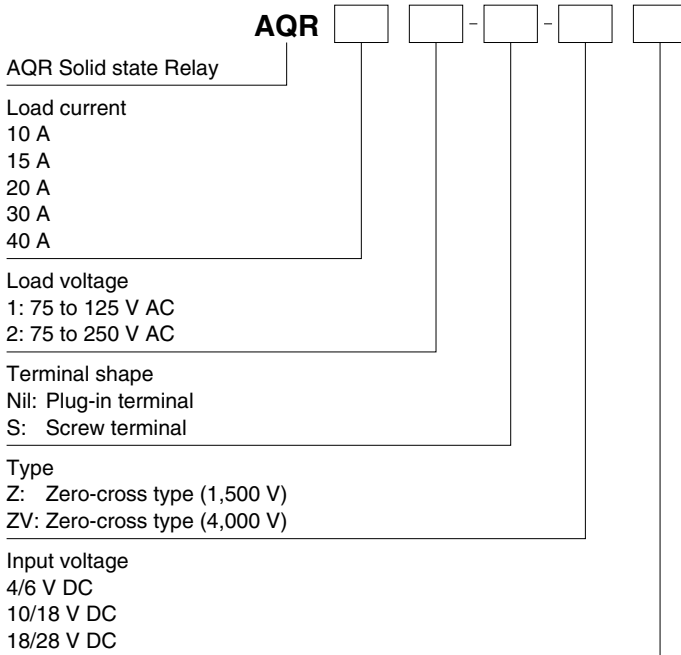 AQR - -
AQR Solid state Relay
Load current
10 A
15 A
20 A
30 A
40 A
Load voltage
1: 75 to 125 V AC
2: 75 to 250 V AC
Terminal shape
Nil: Plug-in terminal
S: Screw terminal
Type
Z: Zero-cross type (1,500 V)
ZV: Zero-cross type (4,000 V)
Input voltage
4/6 V DC
10/18 V DC
18/28 V DC